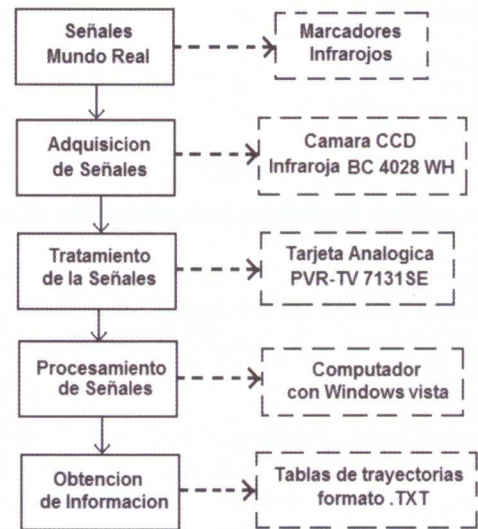 Señales
Mundo Real
Marcadores
Infrarojos
Adquisicion
de Señales
Camara CCD
Infraroja BC 4028 WH
Tratamiento
de la Señales
Tarjeta Analogica
PVR-TV 7131SE
Procesamiento
de Señales
Computador
con Windows vista
Obtencion
de Informacion
Tablas de trayectorias
formato .TXT